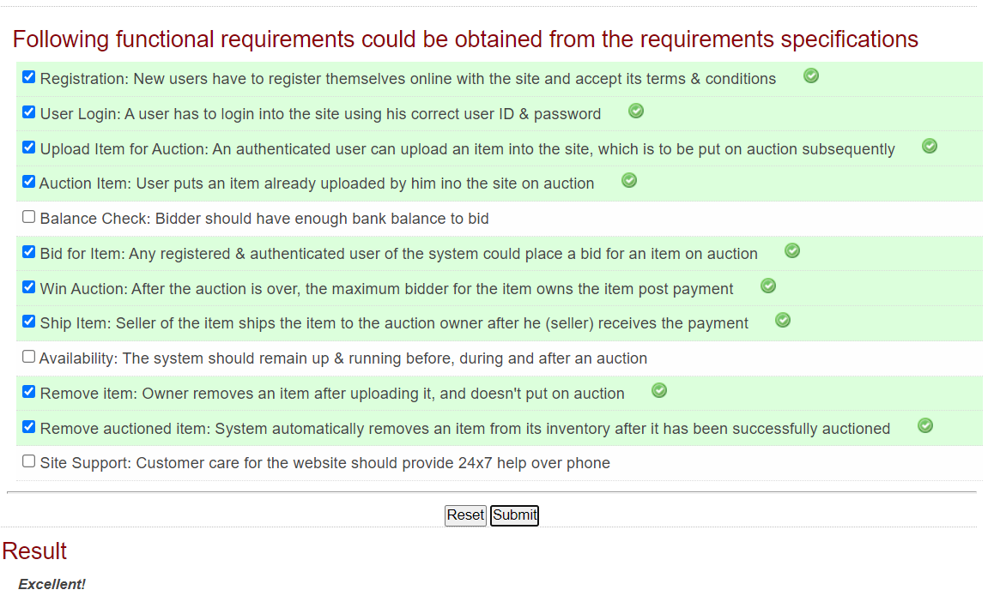 Following functional requirements could be obtained from the requirements specifications
Registration: New users have to register themselves online with the site and accept its terms & conditions
User Login: A user has to login into the site using his correct user ID & password
Upload Item for Auction: An authenticated user can upload an item into the site, which is to be put on auction subsequently
Auction Item: User puts an item already uploaded by him ino the site on auction
Balance Check: Bidder should have enough bank balance to bid
Bid for Item: Any registered & authenticated user of the system could place a bid for an item on auction
Win Auction: After the auction is over, the maximum bidder for the item owns the item post payment
Ship Item: Seller of the item ships the item to the auction owner after he (seller) receives the payment
Availability: The system should remain up & running before, during and after an auction
Remove item: Owner removes an item after uploading it, and doesn't put on auction
Remove auctioned item: System automatically removes an item from its inventory after it has been successfully auctioned
Site Support: Customer care for the website should provide 24x7 help over phone
Reset Submit
Result
Excellent!